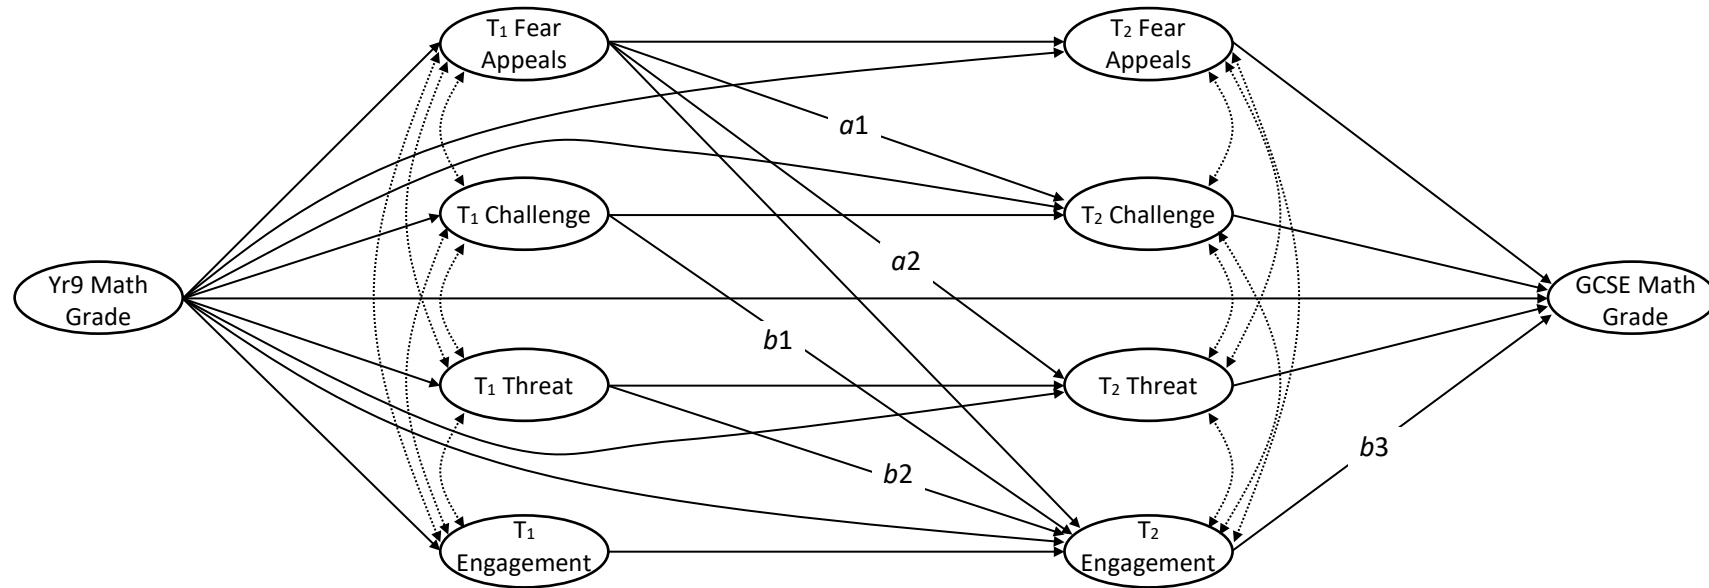 T₁ Fear
Appeals
T₂ Fear
Appeals
a1
T₁ Challenge
T₂ Challenge
a2
Yr9 Math
Grade
GCSE Math
Grade
b1
T₁ Threat
T₂ Threat
b3
b2
T₁
Engagement
T₂
Engagement